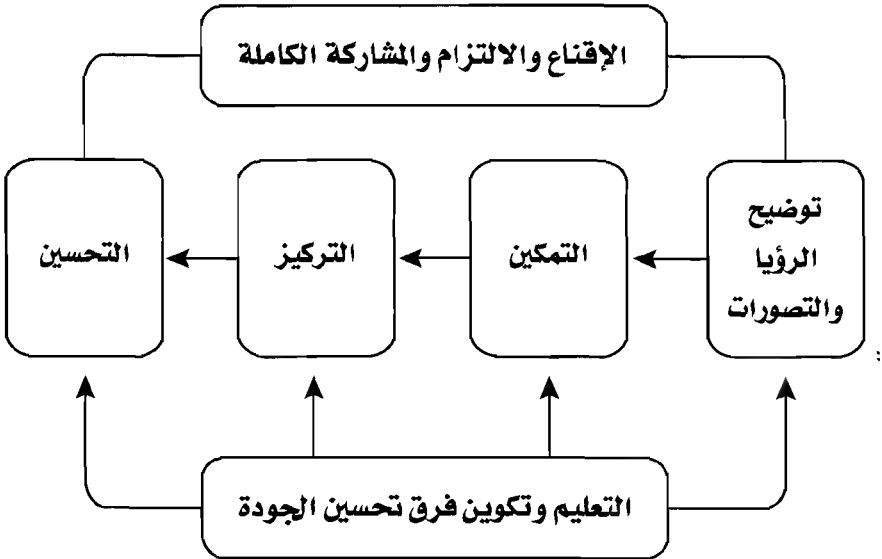 الإقناع والالتزام والمشاركة الكاملة
توضيح
الرؤيا
والتصورات
التمكين
التركيز
التحسين
التعليم وتكوين فرق تحسين الجودة